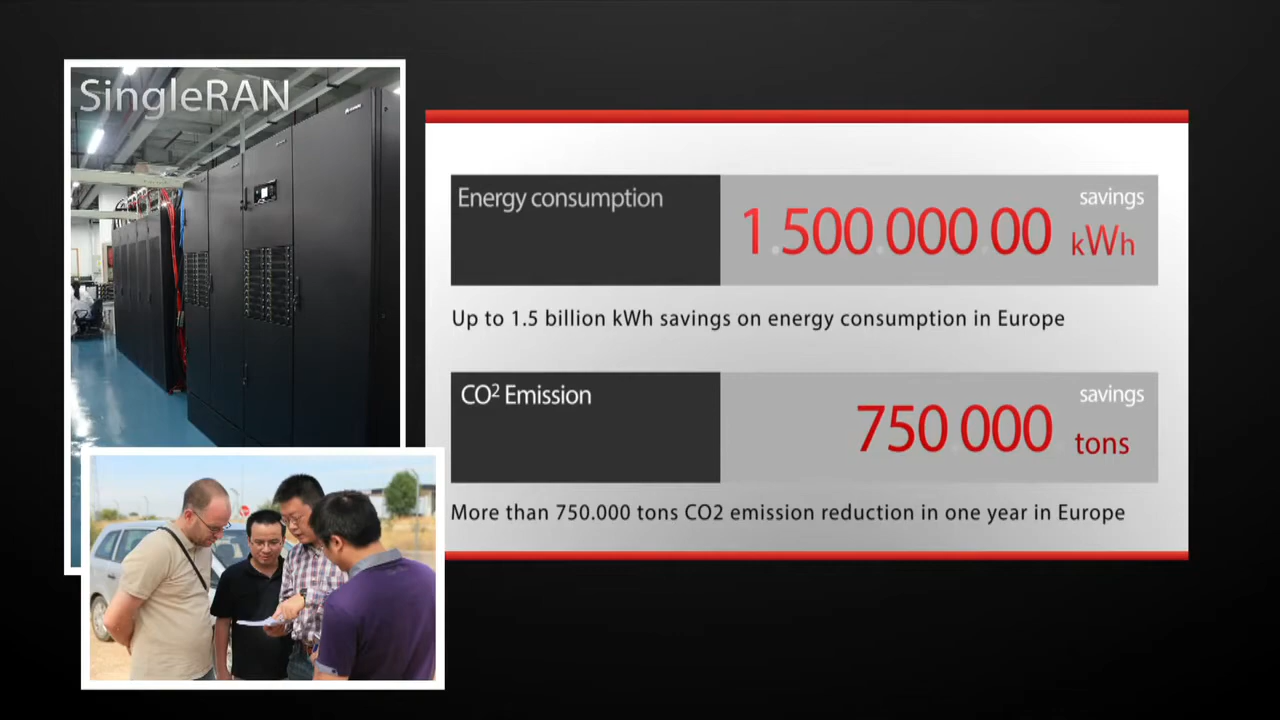 SingleRAN
Energy consumption
savings
1.500.000.00 kWh
Up to 1.5 billion kWh savings on energy consumption in Europe
CO² Emission
savings
750.000 tons
More than 750.000 tons CO2 emission reduction in one year in Europe